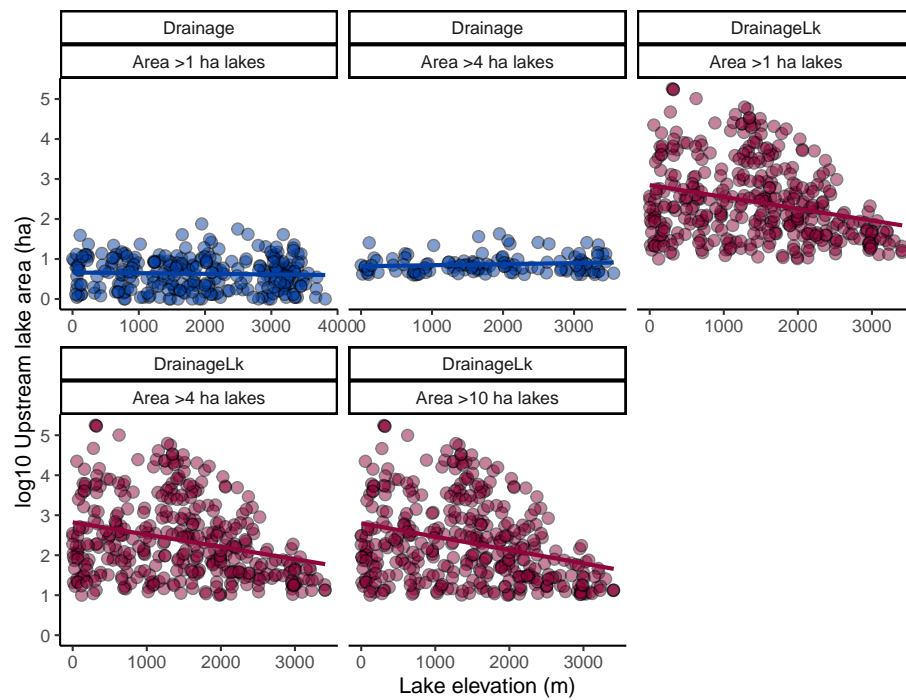 Drainage Drainage DrainageLk
Area >1 ha lakes Area >4 ha lakes Area >1 ha lakes
5
4
3
2
1
0
0 1000 2000 3000 4000 0 1000 2000 3000 0 1000 2000 3000
DrainageLk DrainageLk
Area >4 ha lakes Area >10 ha lakes
5
4
3
2
1
0
0 1000 2000 3000 0 1000 2000 3000
Lake elevation (m)
log10 Upstream lake area (ha)